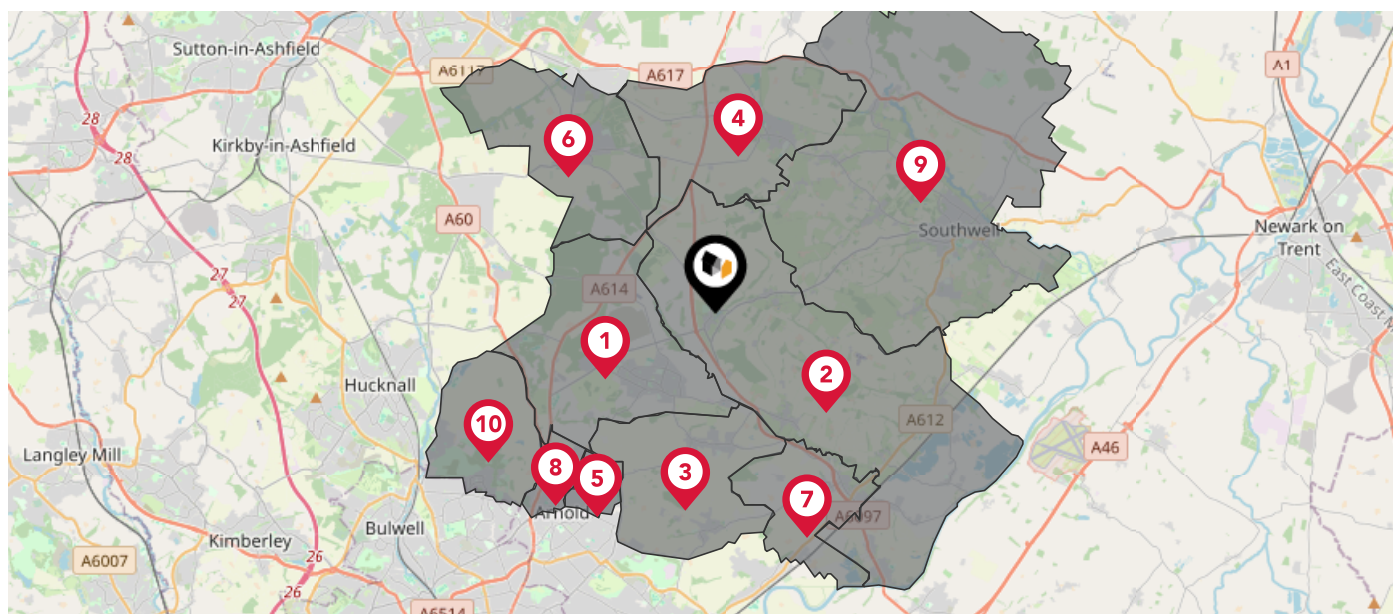 Sutton-in-Ashfield
A6117
A617
A1
28
4
28
6
Kirkby-in-Ashfield
9
A60
Southwell
Newark on
Trent
27
27
A614
East Coast M
1
Hucknall
2
10
A612
Langley Mill
8
5
3
A46
7
Arnold
A6097
Bulwell
Kimberley
A6007
26
26
A6514